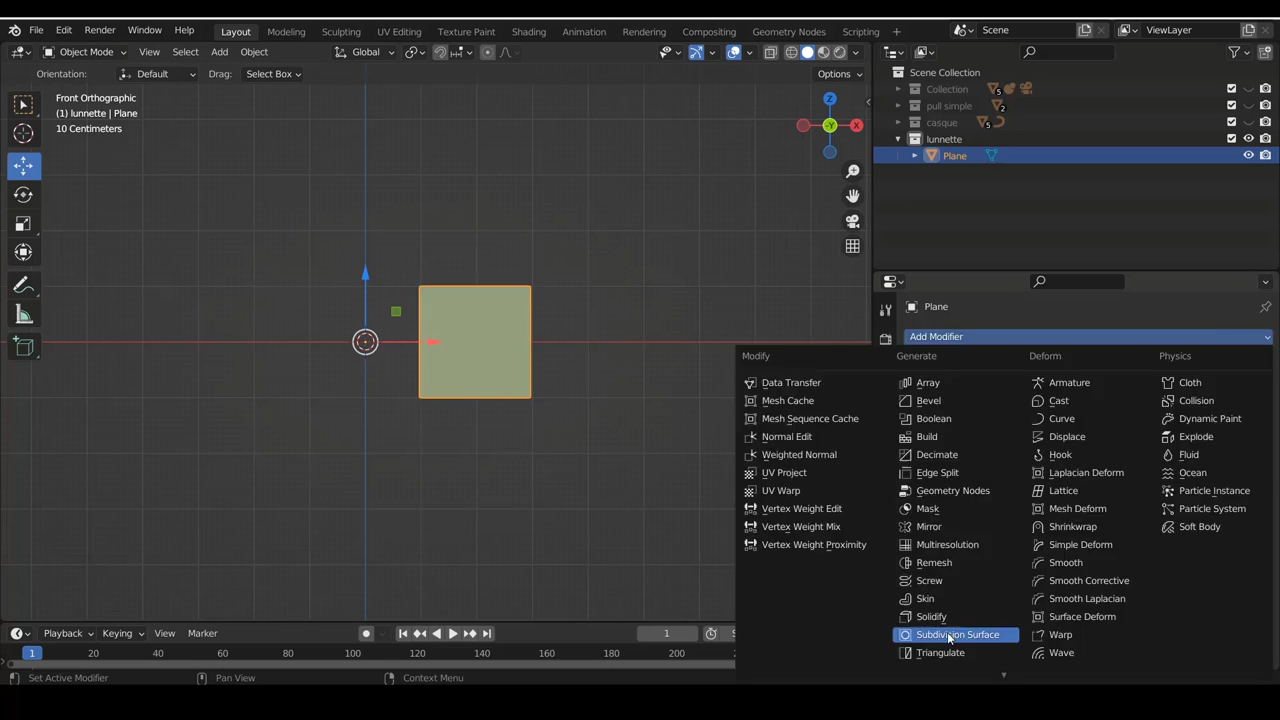 File Edit Render Window Help Layout Modeling Sculpting UV Editing Texture Paint Shading Animation Rendering Compositing Geometry Nodes Scripting + Scene ViewLayer
Object Mode View Select Add Object Global
Orientation: Default Drag: Select Box Options
Front Orthographic
(1) lunnette | Plane
10 Centimeters
Z
-Y X
Scene Collection
Collection 5
pull simple 2
casque 5
lunnette
Plane
Plane
Add Modifier
Modify
Data Transfer
Mesh Cache
Mesh Sequence Cache
Normal Edit
Weighted Normal
UV Project
UV Warp
Vertex Weight Edit
Vertex Weight Mix
Vertex Weight Proximity
Generate
Array
Bevel
Boolean
Build
Decimate
Edge Split
Geometry Nodes
Mask
Mirror
Multiresolution
Remesh
Screw
Skin
Solidify
Subdivision Surface
Triangulate
Deform
Armature
Cast
Curve
Displace
Hook
Laplacian Deform
Lattice
Mesh Deform
Shrinkwrap
Simple Deform
Smooth
Smooth Corrective
Smooth Laplacian
Surface Deform
Warp
Wave
Physics
Cloth
Collision
Dynamic Paint
Explode
Fluid
Ocean
Particle Instance
Particle System
Soft Body
Playback Keying View Marker 1 S
1 20 40 60 80 100 120 140 160 180 200 220
Set Active Modifier Pan View Context Menu